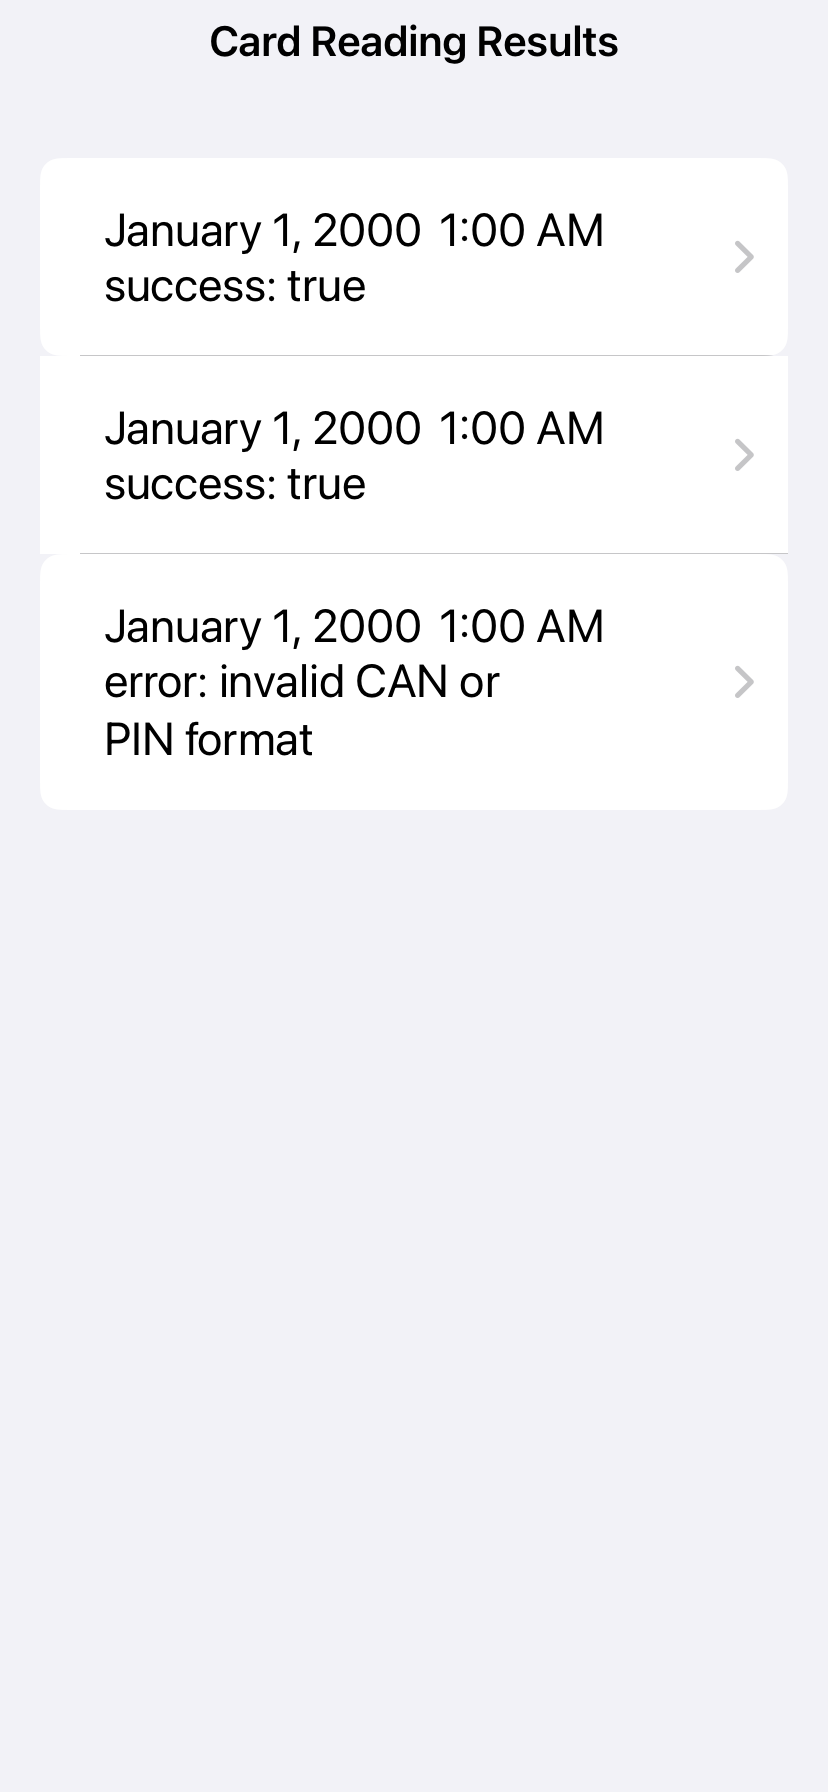 Card Reading Results
January 1, 2000 1:00 AM
success: true
January 1, 2000 1:00 AM
success: true
January 1, 2000 1:00 AM
error: invalid CAN or
PIN format